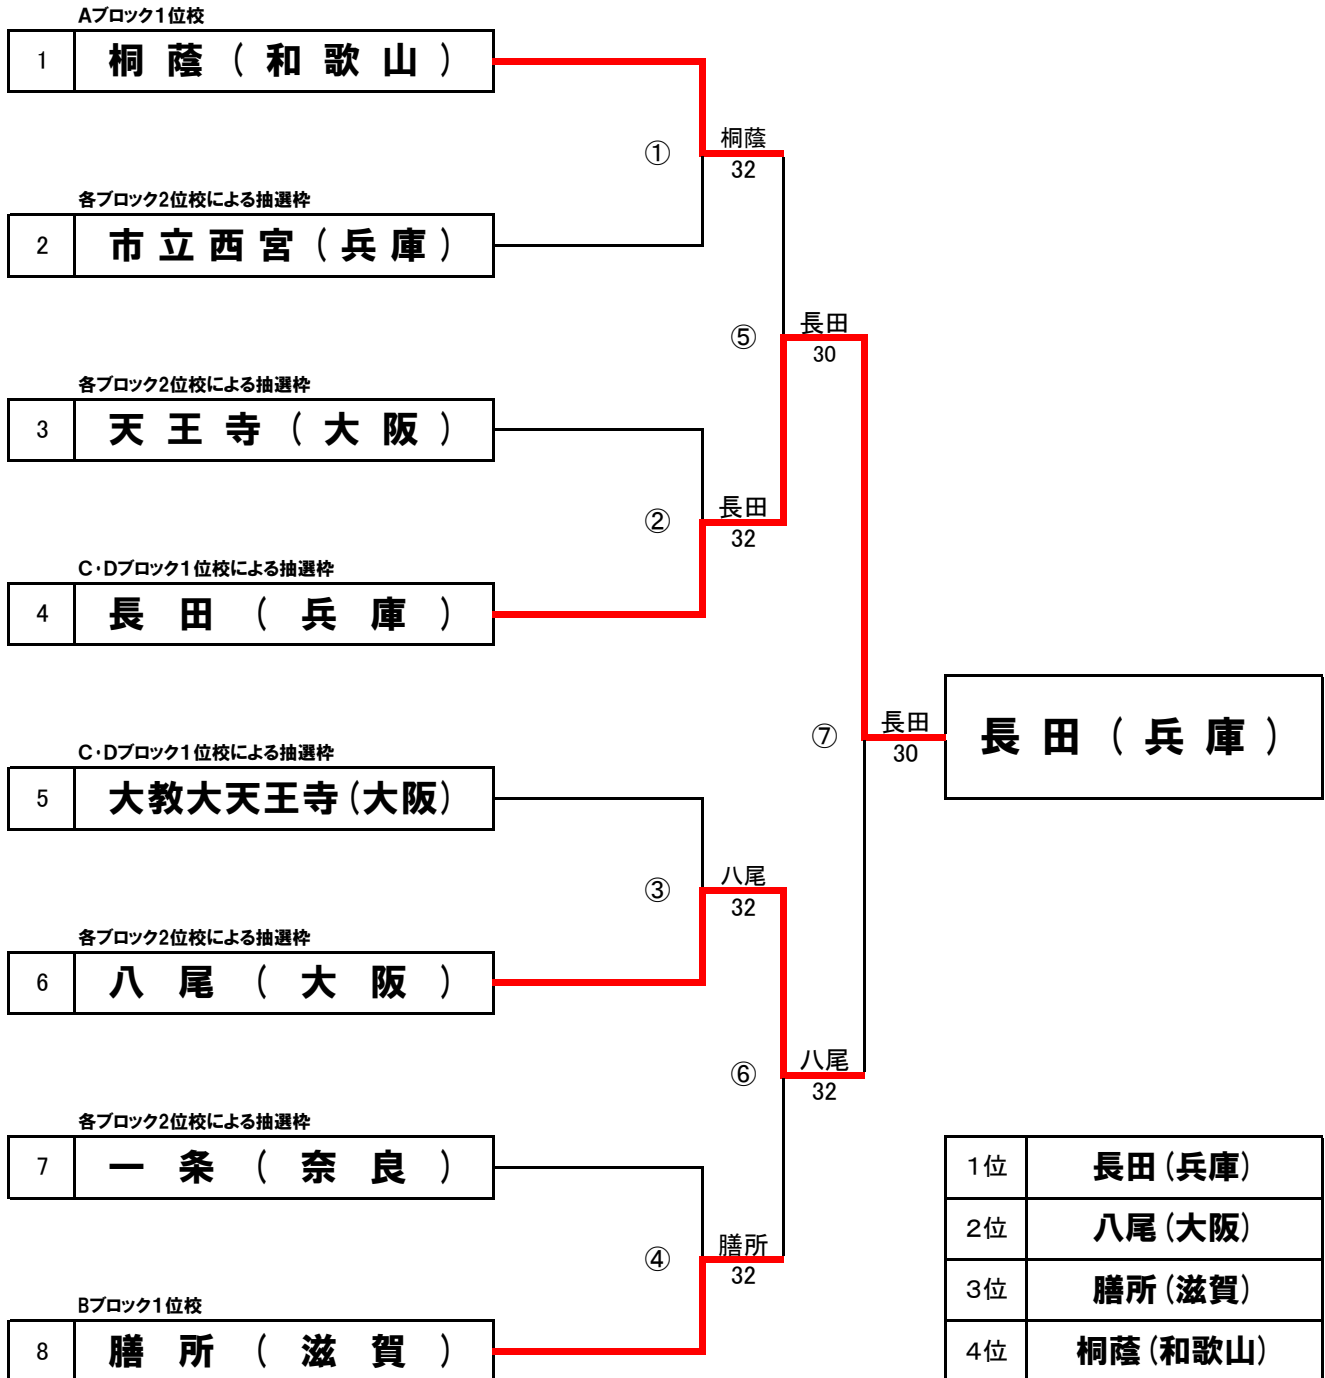 Aブロック1位校
1 桐蔭(和歌山)
桐蔭
① 32
各ブロック2位校による抽選枠
2 市立西宮(兵庫)
長田
⑤ 30
各ブロック2位校による抽選枠
3 天王寺(大阪)
長田
② 32
C・Dブロック1位校による抽選枠
4 長田(兵庫)
長田
⑦ 30 長田(兵庫)
C・Dブロック1位校による抽選枠
5 大教大天王寺(大阪)
八尾
③ 32
各ブロック2位校による抽選枠
6 八尾(大阪)
八尾
⑥ 32
各ブロック2位校による抽選枠
7 一条(奈良)
膳所
④ 32
Bブロック1位校
8 膳所(滋賀)
1位 長田(兵庫)
2位 八尾(大阪)
3位 膳所(滋賀)
4位 桐蔭(和歌山)